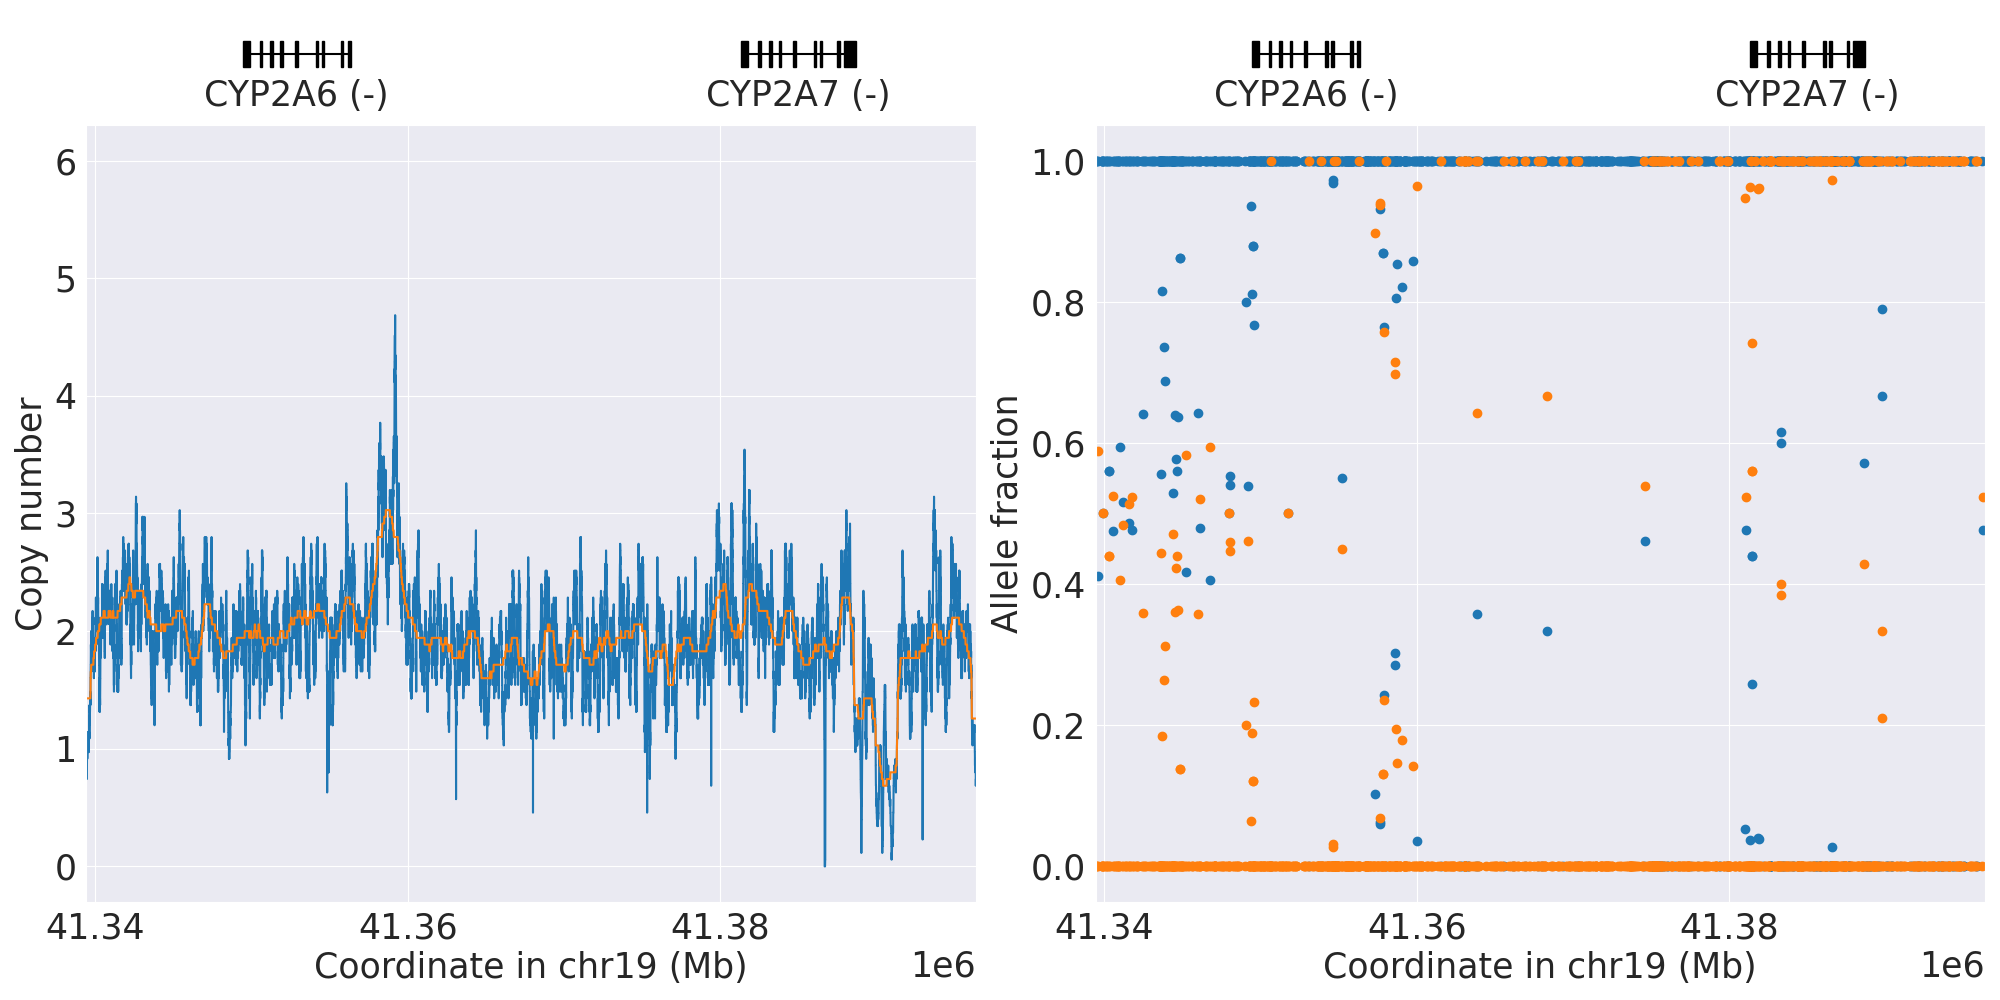 CYP2A6 (-)
CYP2A7 (-)
6
5
4
3
2
1
0
Copy number
41.34
41.36
41.38
Coordinate in chr19 (Mb)
1e6
CYP2A6 (-)
CYP2A7 (-)
1.0
0.8
0.6
0.4
0.2
0.0
Allele fraction
41.34
41.36
41.38
Coordinate in chr19 (Mb)
1e6